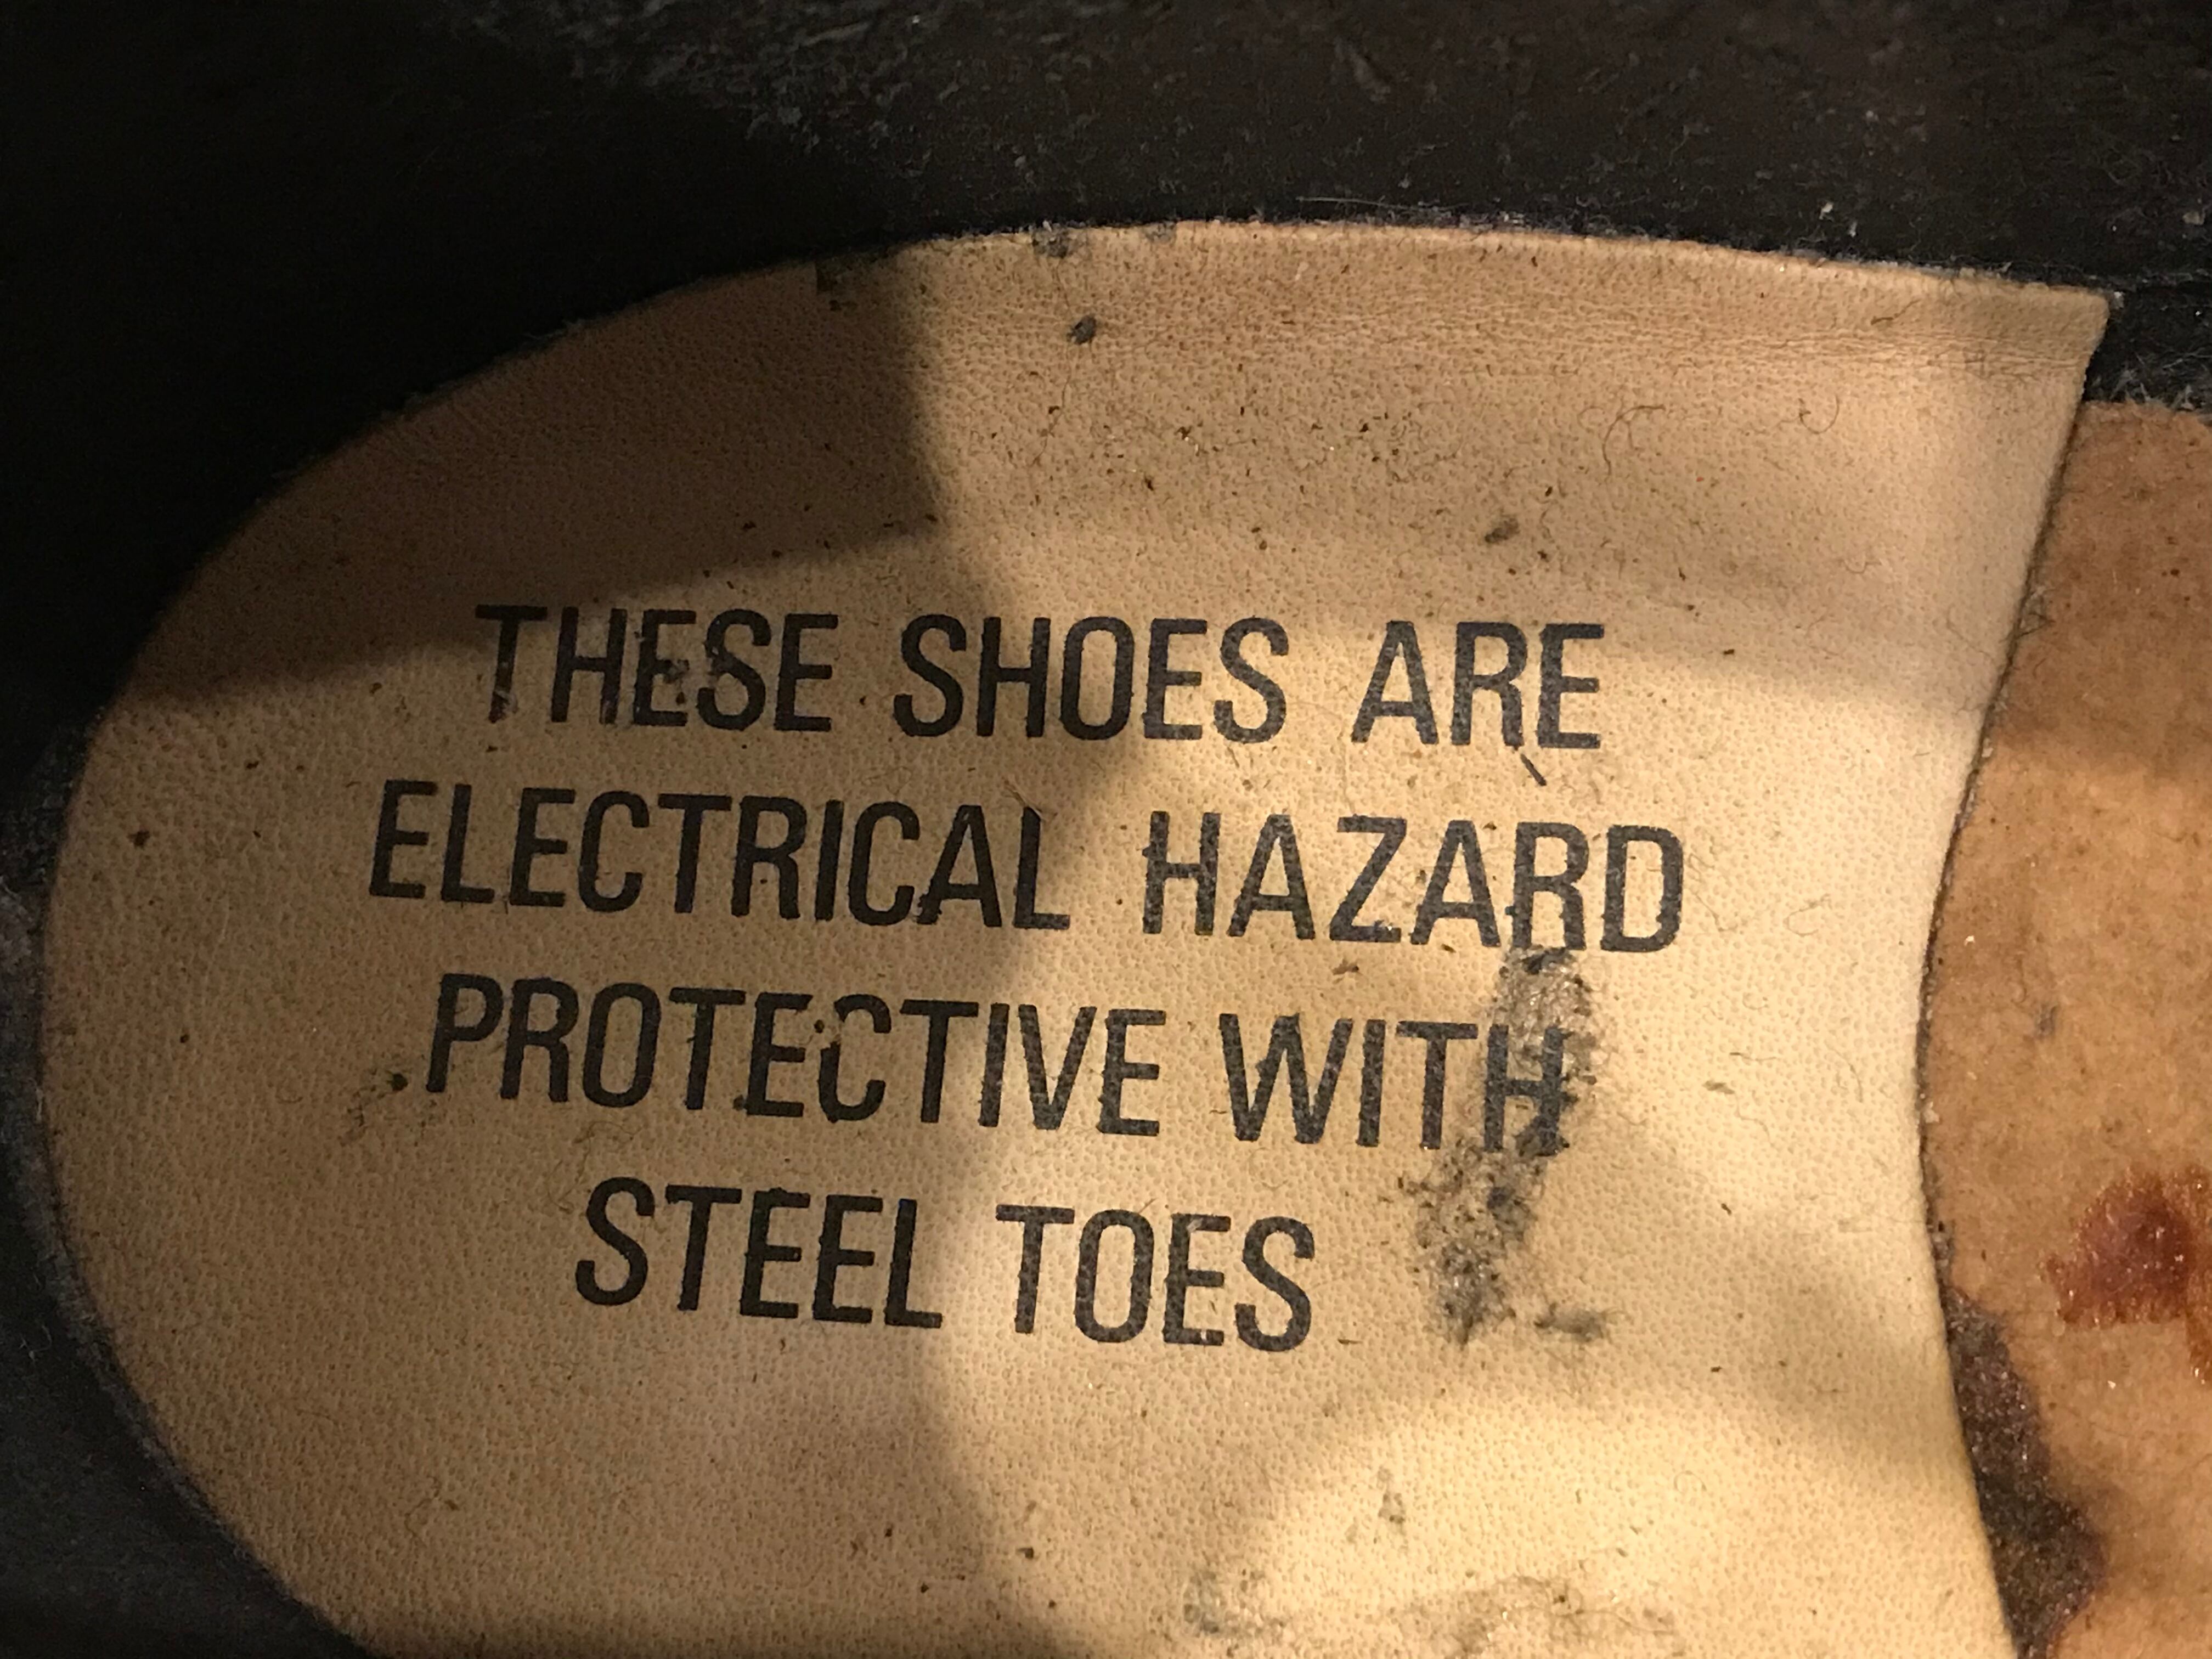 THESE SHOES ARE
ELECTRICAL HAZARD
PROTECTIVE WITH
STEEL TOES